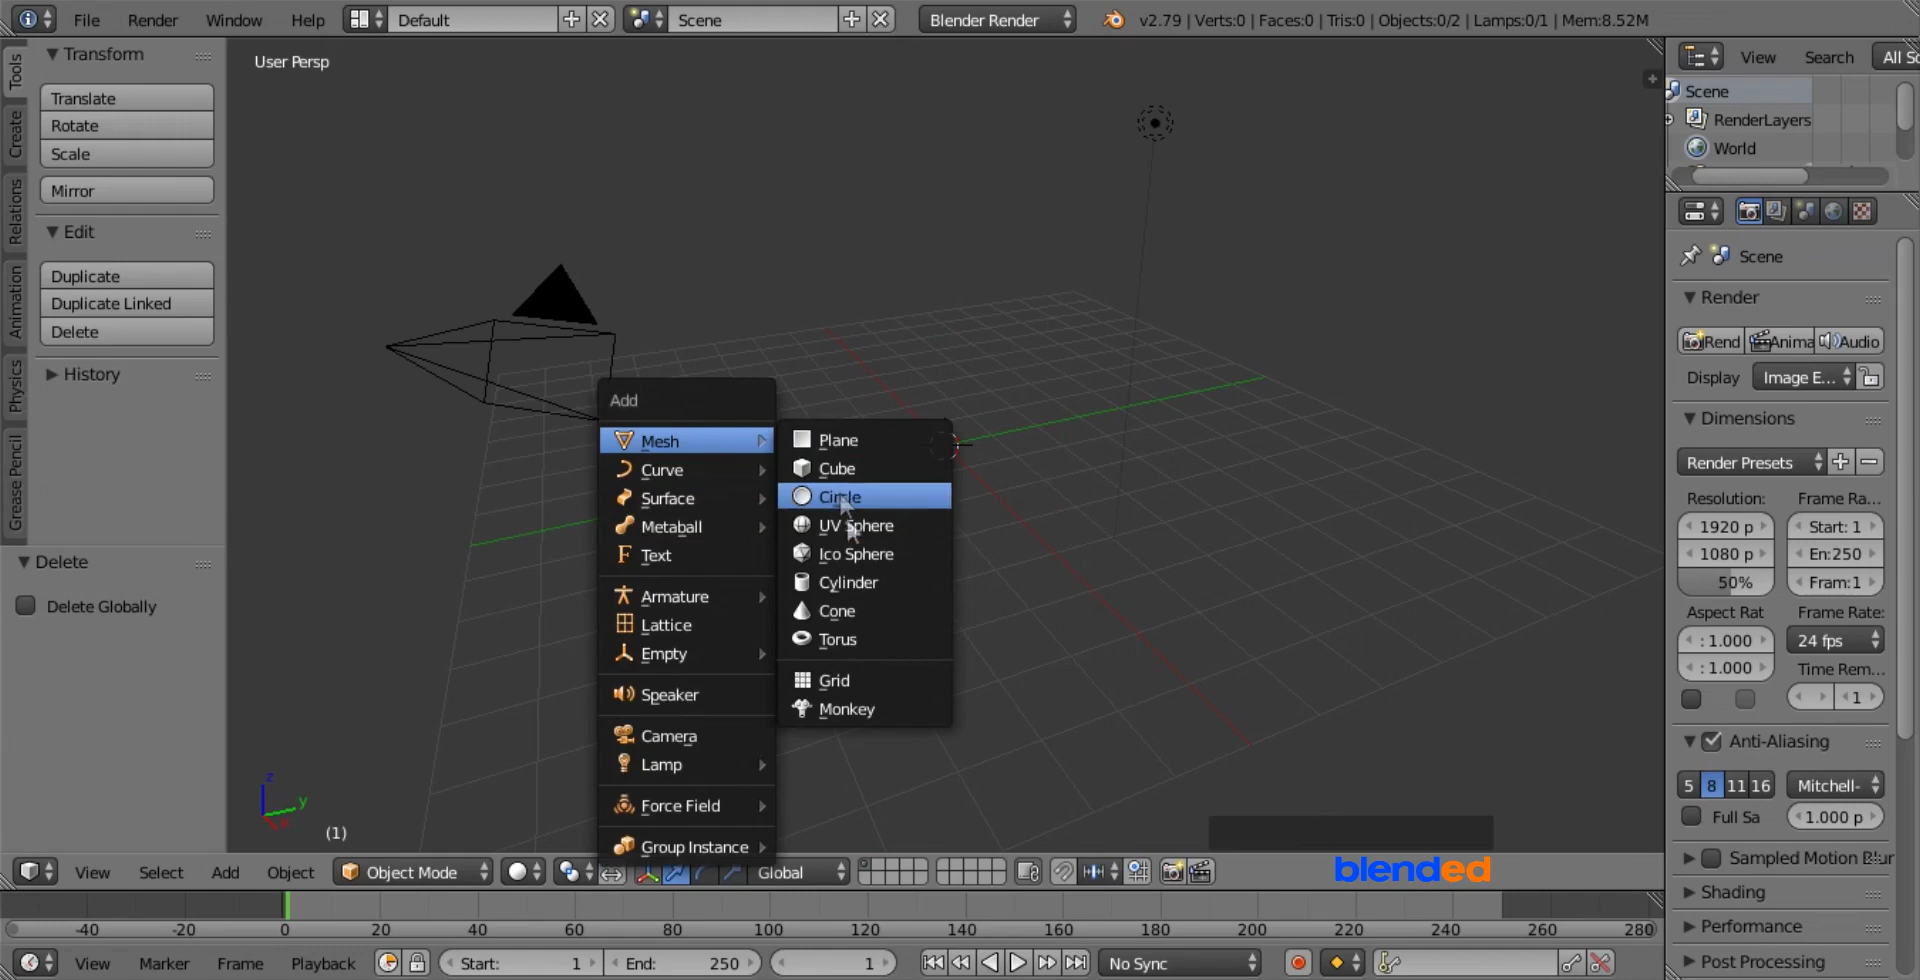 File Render Window Help Default Scene Blender Render v2.79 | Verts:0 | Faces:0 | Tris:0 | Objects:0/2 | Lamps:0/1 | Mem:8.52M
Tools
Create
Relations
Animation
Physics
Grease Pencil
Transform
Translate
Rotate
Scale
Mirror
Edit
Duplicate
Duplicate Linked
Delete
History
Delete
Delete Globally
User Persp
Add
Mesh
Curve
Surface
Metaball
Text
Armature
Lattice
Empty
Speaker
Camera
Lamp
Force Field
Group Instance
Plane
Cube
Circle
UV Sphere
Ico Sphere
Cylinder
Cone
Torus
Grid
Monkey
z
y
x
(1)
View Search All Sc
Scene
RenderLayers
World
Scene
Render
Rend Anima Audio
Display Image E...
Dimensions
Render Presets
Resolution: Frame Ra...
1920 p Start: 1
1080 p En:250
50% Fram:1
Aspect Rat Frame Rate:
: 1.000 24 fps
: 1.000 Time Rem...
1
Anti-Aliasing
5 8 11 16 Mitchell-
Full Sa 1.000 p
Sampled Motion Blur
Shading
Performance
Post Processing
View Select Add Object Object Mode Global
blended
-40 -20 0 20 40 60 80 100 120 140 160 180 200 220 240 260 280
View Marker Frame Playback Start: 1 End: 250 1 No Sync